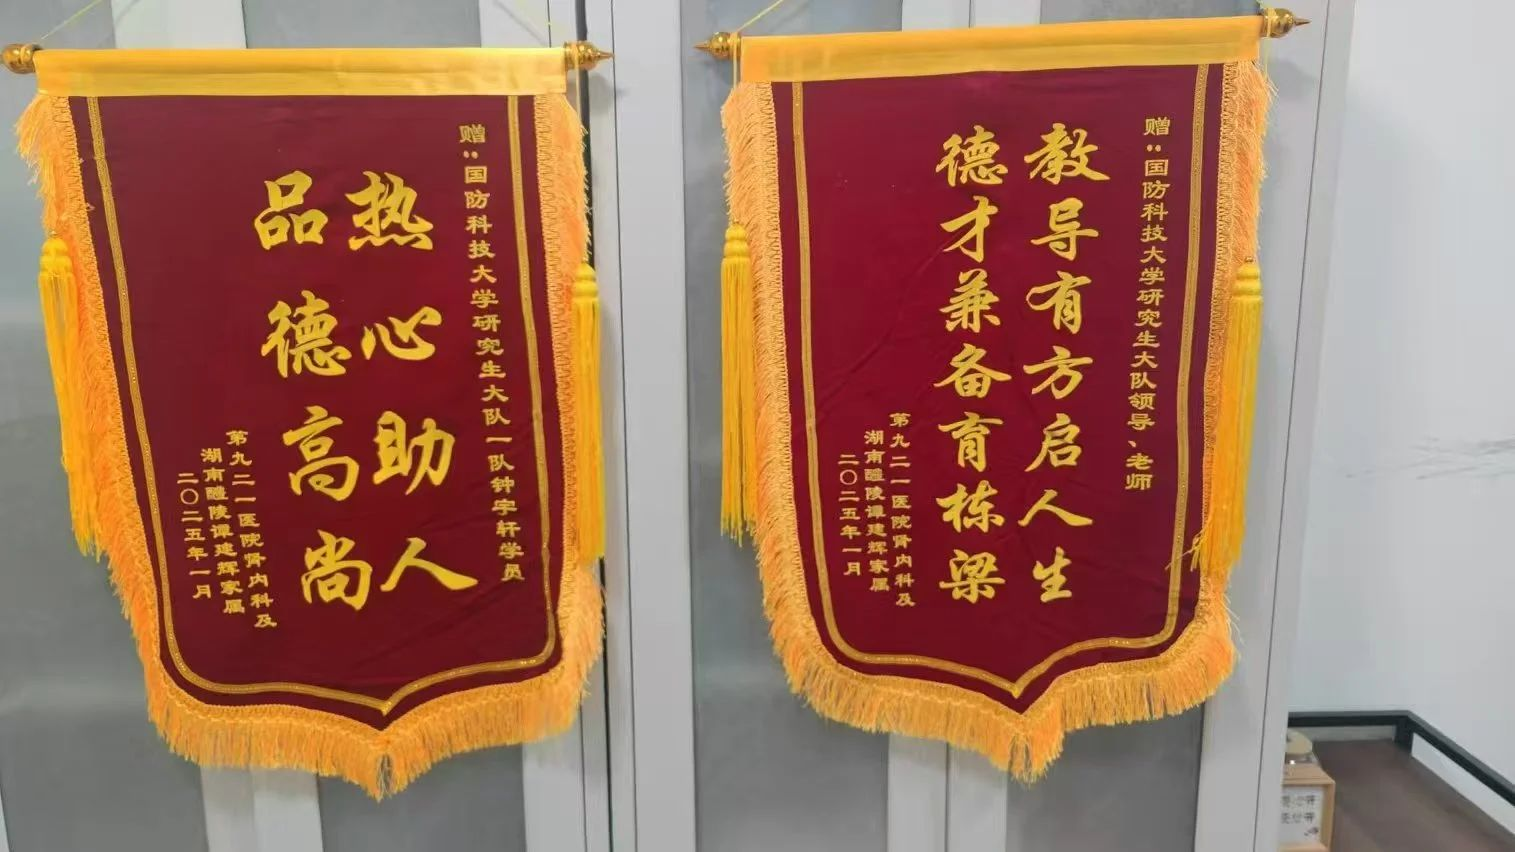 赠：国防科技大学研究生大队一队钟宇轩学员
热心助人
品德高尚
第九二一医院肾内科及
湖南醴陵谭建辉家属
二〇二五年一月
赠：国防科技大学研究生大队领导、老师
教导有方启人生
德才兼备育栋梁
第九二一医院肾内科及
湖南醴陵谭建辉家属
二〇二五年一月